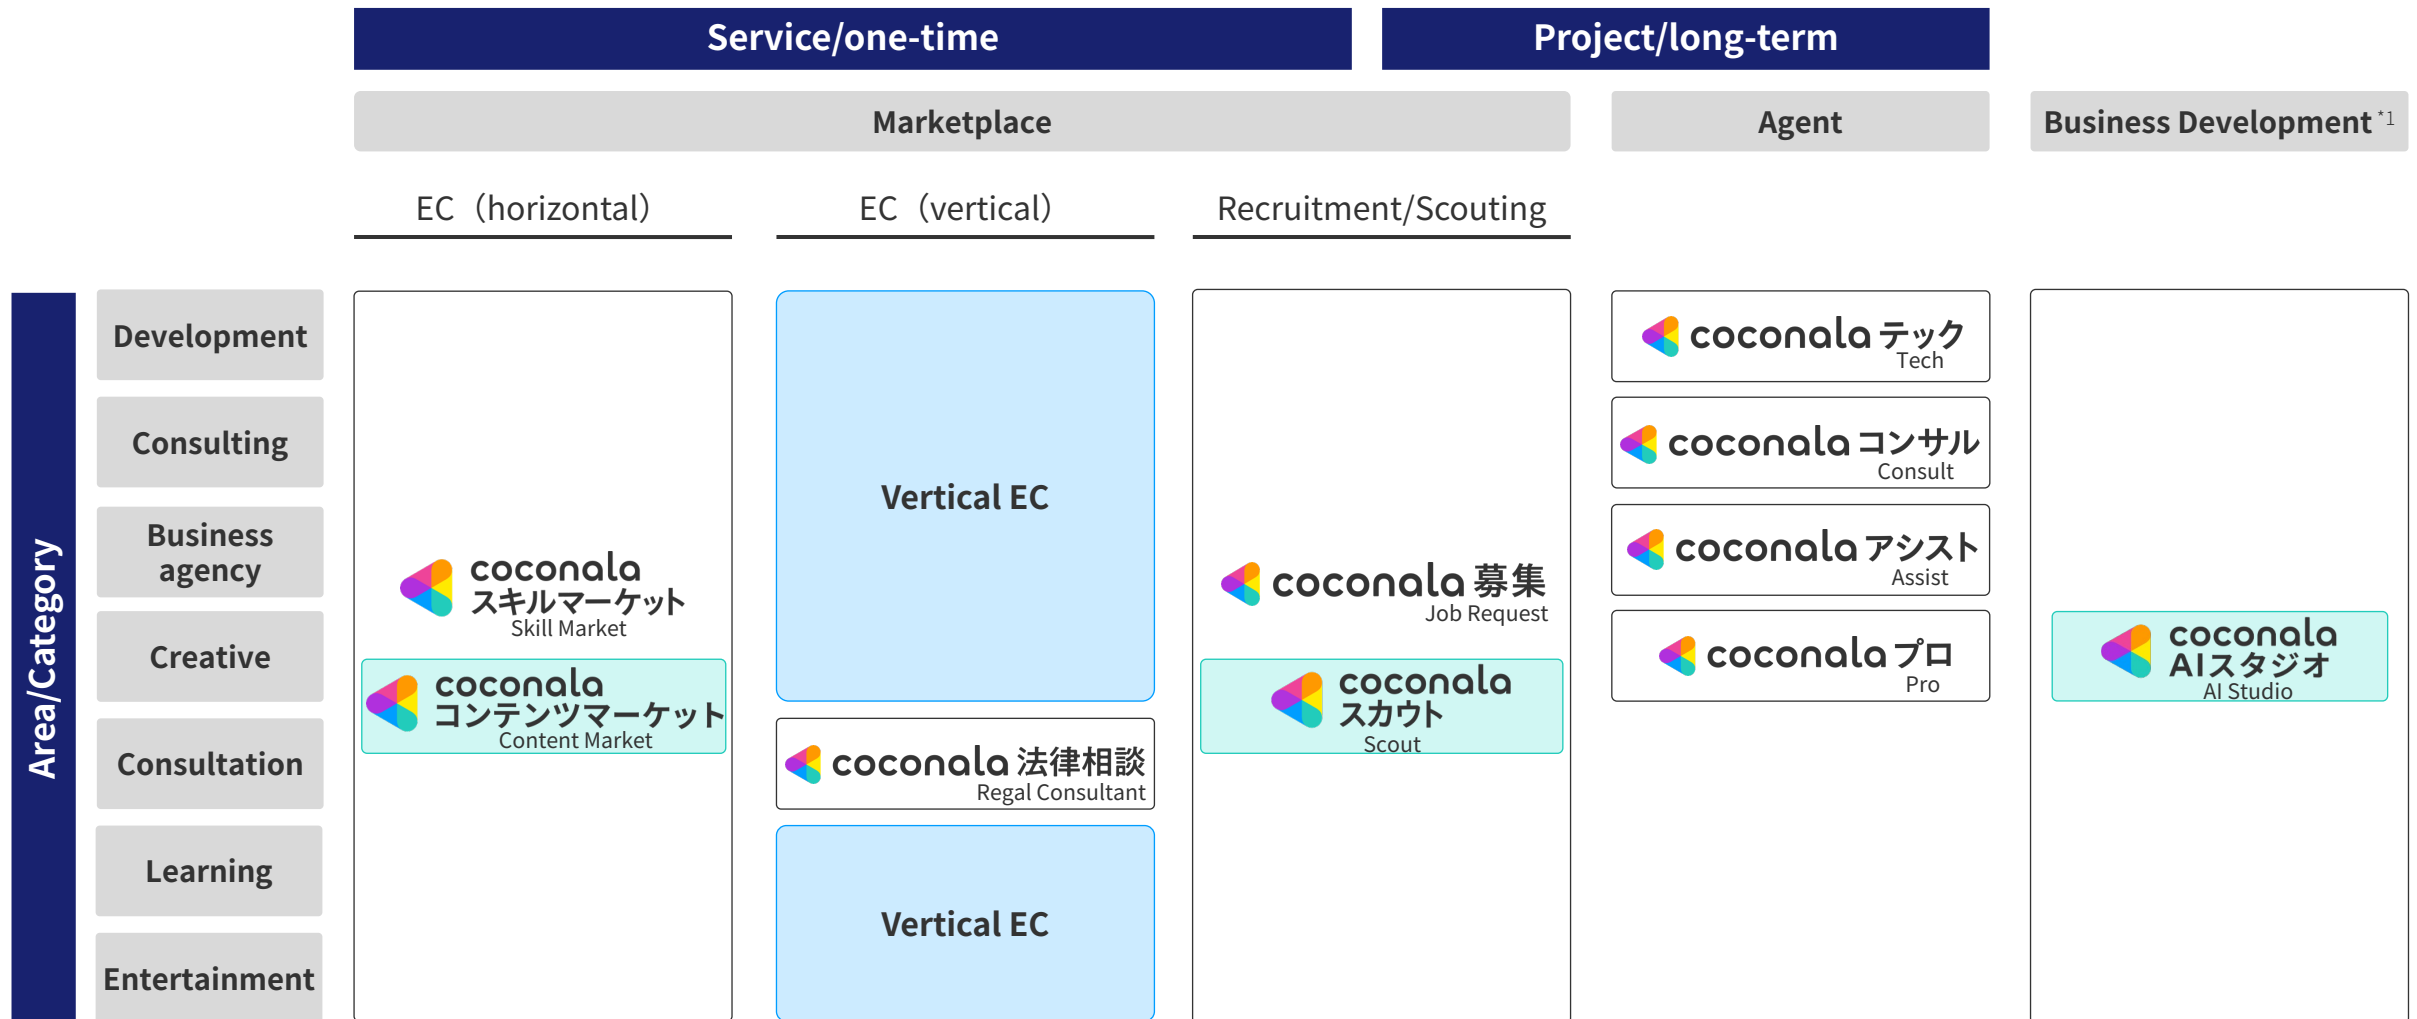 Service/one-time
Project/long-term
Marketplace
Agent
Business Development *1
EC（horizontal）
EC（vertical）
Recruitment/Scouting
Area/Category
Development
Consulting
Business
agency
Creative
Consultation
Learning
Entertainment
coconala
スキルマーケット
Skill Market
coconala
コンテンツマーケット
Content Market
Vertical EC
coconala 法律相談
Regal Consultant
Vertical EC
coconala 募集
Job Request
coconala
スカウト
Scout
coconala テック
Tech
coconala コンサル
Consult
coconala アシスト
Assist
coconala プロ
Pro
coconala
AIスタジオ
AI Studio